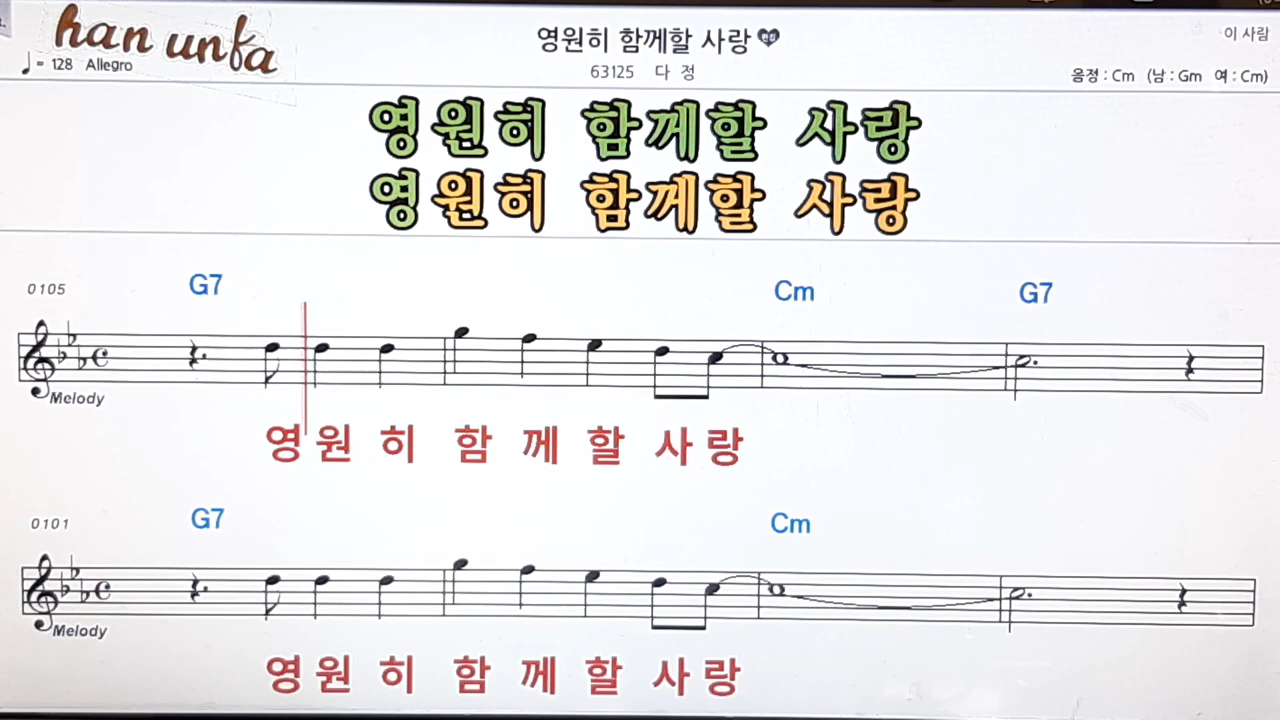 han unfa
♩= 128 Allegro
영원히 함께할 사랑
63125 다 정
이 사람
음정 : Cm (남 : Gm 여 : Cm)
영원히 함께할 사랑
영원히 함께할 사랑
0105 G7 Cm G7
Melody
영 원 히 함 께 할 사 랑
0101 G7 Cm
Melody
영 원 히 함 께 할 사 랑